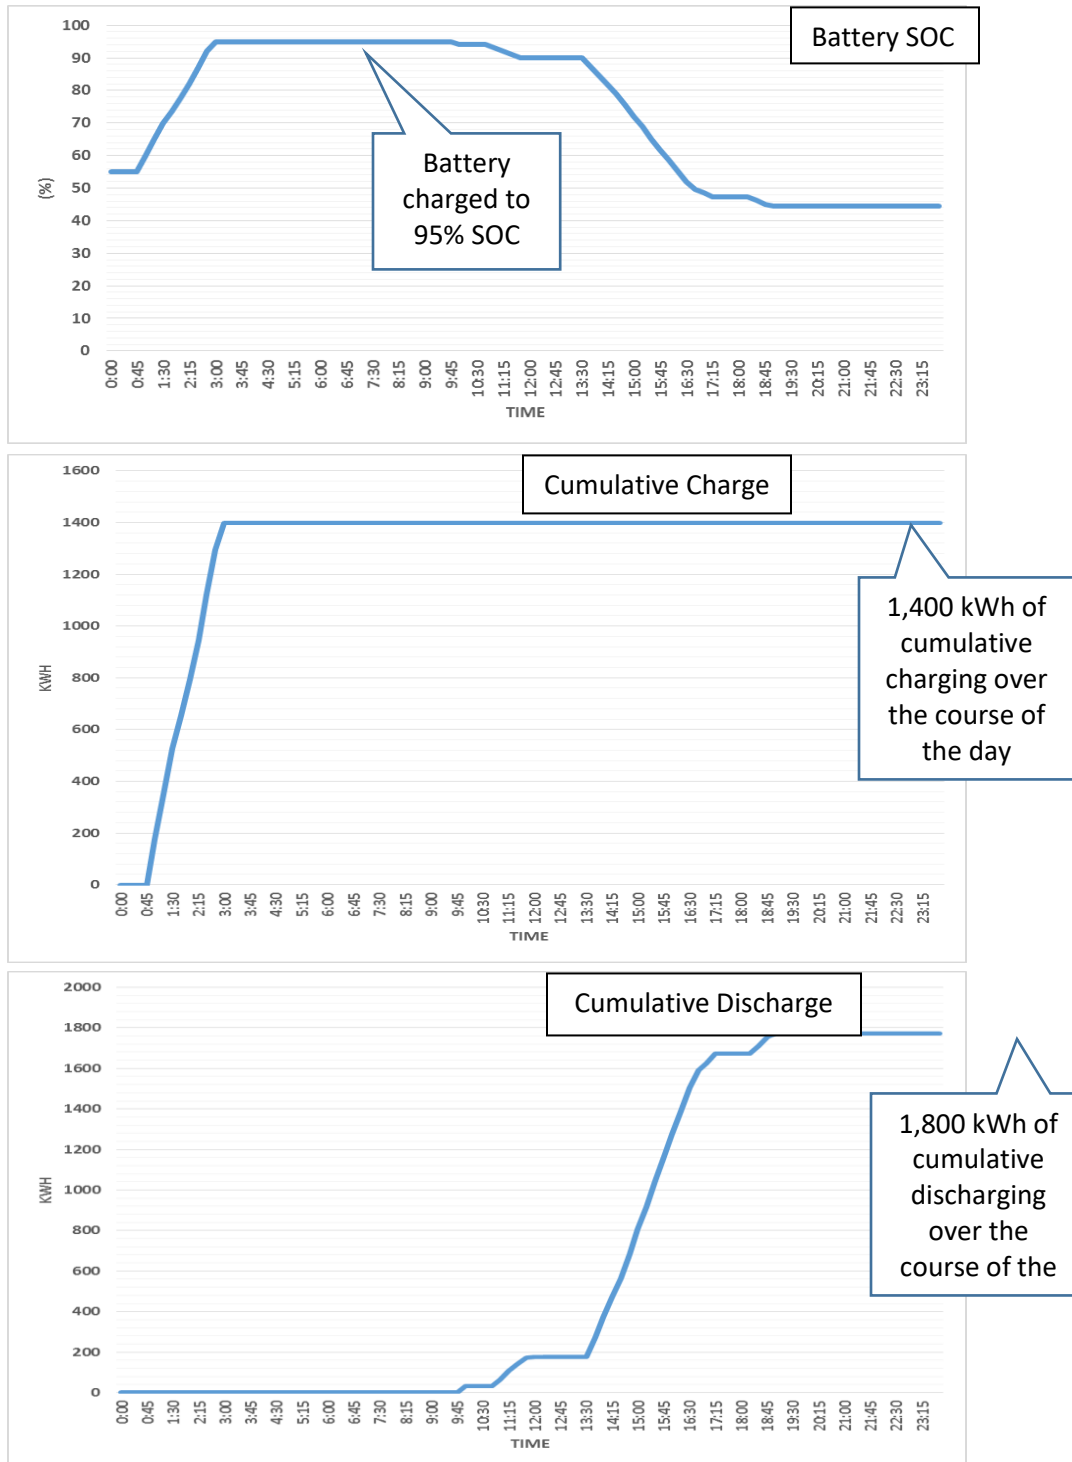 Battery SOC
100
90
80
70
60
50
40
30
20
10
0
(%)
Battery
charged to
95% SOC
0:00 0:45 1:30 2:15 3:00 3:45 4:30 5:15 6:00 6:45 7:30 8:15 9:00 9:45 10:30 11:15 12:00 12:45 13:30 14:15 15:00 15:45 16:30 17:15 18:00 18:45 19:30 20:15 21:00 21:45 22:30 23:15
TIME
Cumulative Charge
1600
1400
1200
1000
800
600
400
200
0
KWH
1,400 kWh of
cumulative
charging over
the course of
the day
0:00 0:45 1:30 2:15 3:00 3:45 4:30 5:15 6:00 6:45 7:30 8:15 9:00 9:45 10:30 11:15 12:00 12:45 13:30 14:15 15:00 15:45 16:30 17:15 18:00 18:45 19:30 20:15 21:00 21:45 22:30 23:15
TIME
Cumulative Discharge
2000
1800
1600
1400
1200
1000
800
600
400
200
0
KWH
1,800 kWh of
cumulative
discharging
over the
course of the
0:00 0:45 1:30 2:15 3:00 3:45 4:30 5:15 6:00 6:45 7:30 8:15 9:00 9:45 10:30 11:15 12:00 12:45 13:30 14:15 15:00 15:45 16:30 17:15 18:00 18:45 19:30 20:15 21:00 21:45 22:30 23:15
TIME